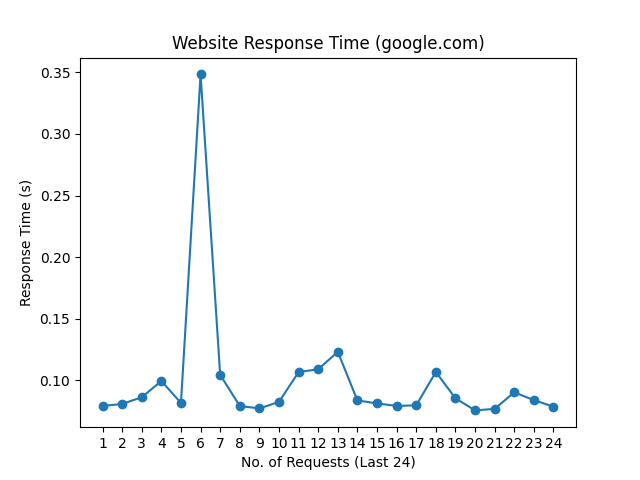 Website Response Time (google.com)
0.35
0.30
0.25
0.20
0.15
0.10
Response Time (s)
1 2 3 4 5 6 7 8 9 10 11 12 13 14 15 16 17 18 19 20 21 22 23 24
No. of Requests (Last 24)